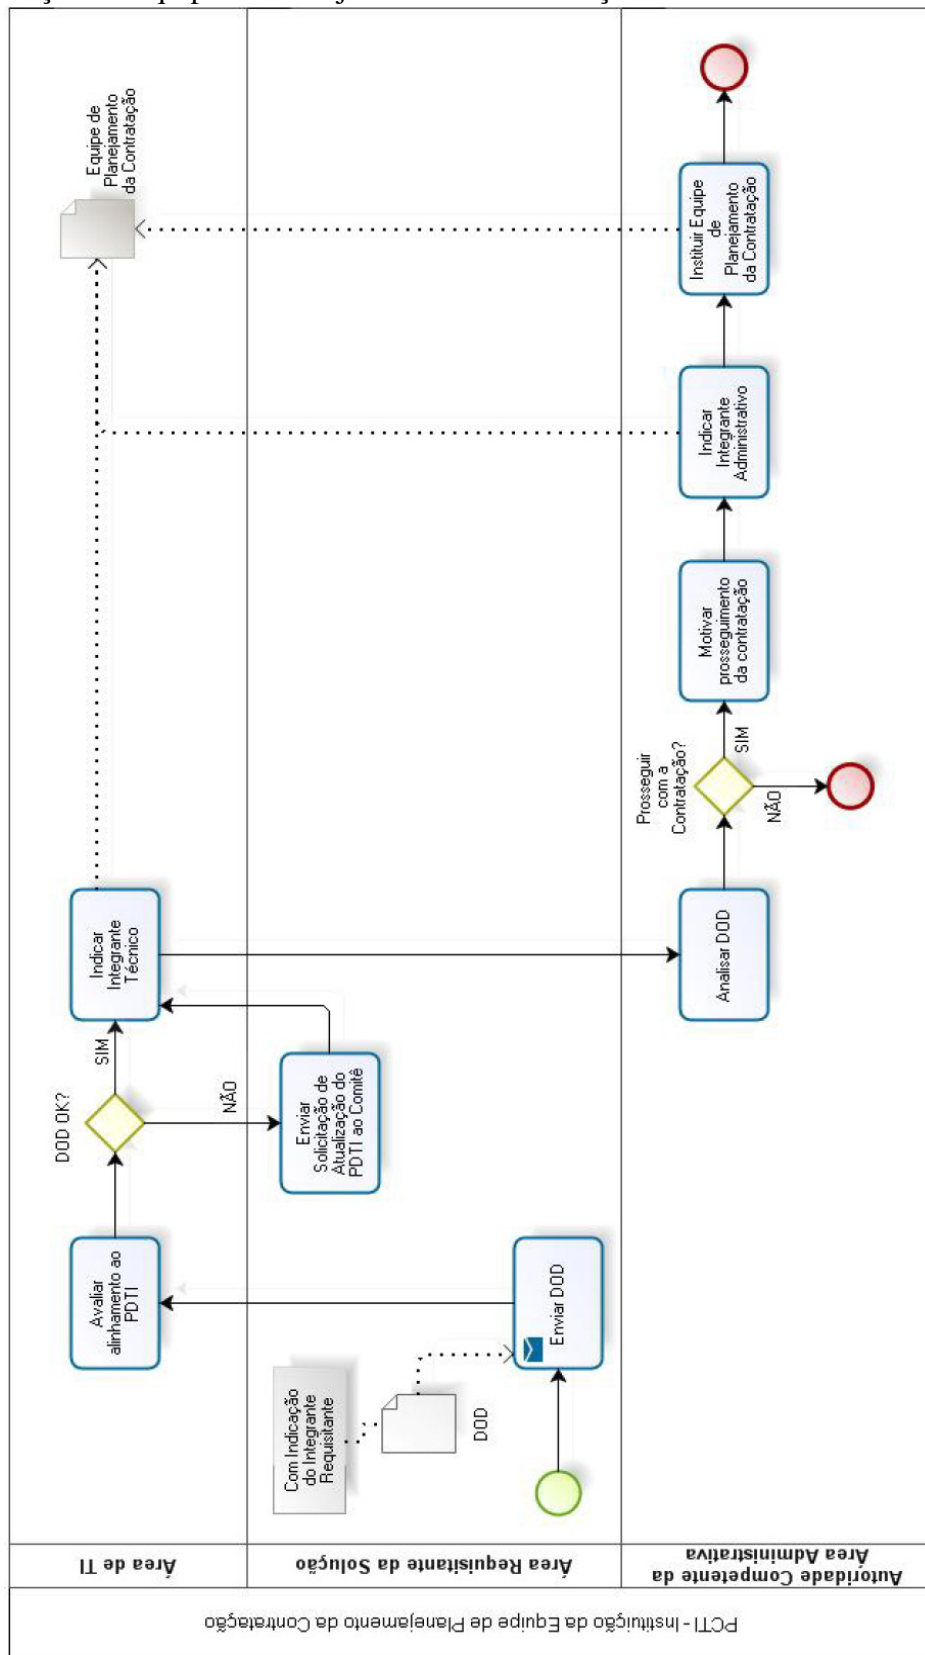 PCTI - Instituição da Equipe de Planejamento da Contratação
Área de TI
Área Requisitante da Solução
Autoridade Competente da
Área Administrativa
Avaliar
alinhamento ao
PDTI
DOD OK?
SIM
NÃO
Indicar
Integrante
Técnico
Equipe de
Planejamento
da Contratação
Com Indicação
do Integrante
Requisitante
DOD
Enviar DOD
Enviar
Solicitação de
Atualização do
PDTI ao Comitê
Analisar DOD
Prosseguir
com a
Contratação?
SIM
NÃO
Motivar
prosseguimento
da contratação
Indicar
Integrante
Administrativo
Instituir Equipe
de
Planejamento
da Contratação